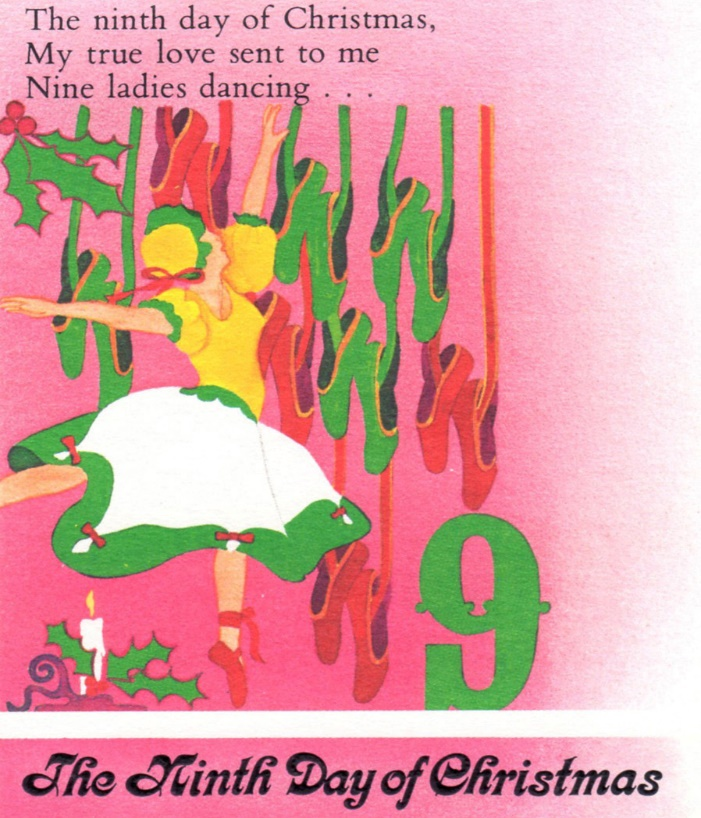 The ninth day of Christmas,
My true love sent to me
Nine ladies dancing . . .
9
The Ninth Day of Christmas